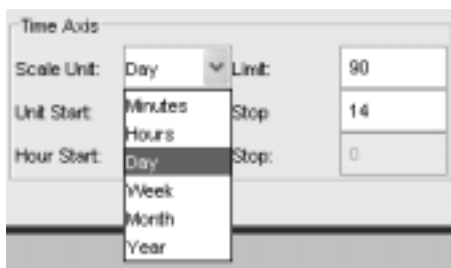 Time Axis
Scale Unit: Day Limit: 90
Unit Start: Minutes Stop 14
Hours
Hour Start: Day Stop: 0
Week
Month
Year